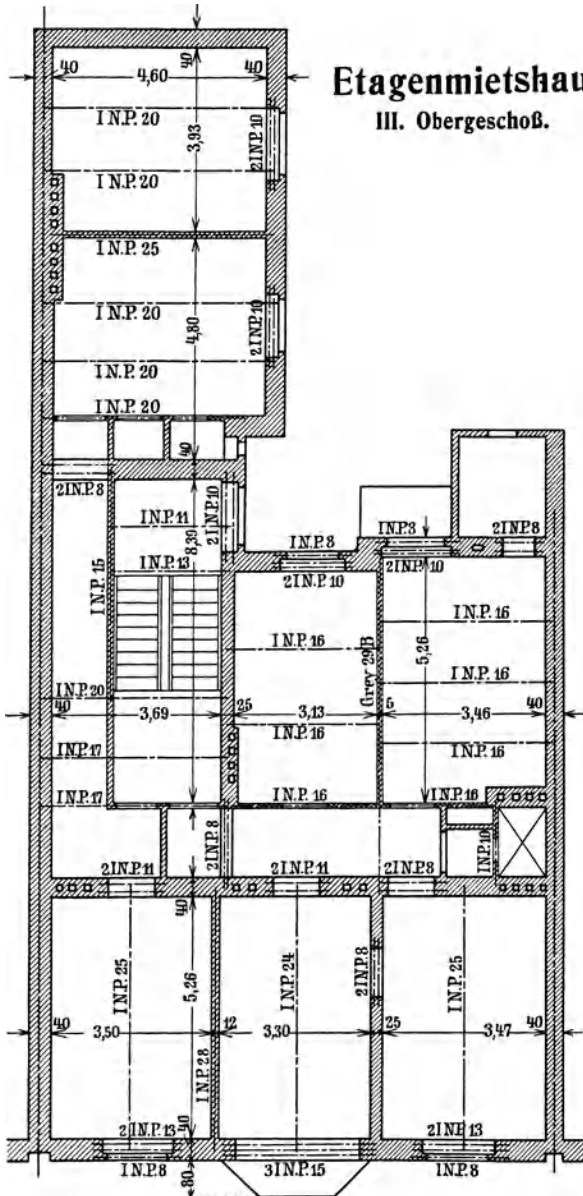 Etagenmietshau
III. Obergeschoß.
40 4,60 40 40
I N.P. 20
3,93
2 I N.P. 10
I N.P. 20
I N.P. 25
4,80
I N.P. 20
2 I N.P. 10
I N.P. 20
I N.P. 20
40
2 I N.P. 8
I N.P. 15
I N.P. 11
2 I N.P. 10
8,39
I N.P. 13
I N.P. 8
2 I N.P. 10
I N.P. 8
2 I N.P. 8
2 I N.P. 10
I N.P. 16
I N.P. 16
Grey 29 B
5,26
I N.P. 16
I N.P. 20
40 3,69 25 3,13 5 3,46 40
I N.P. 17
I N.P. 16
I N.P. 16
I N.P. 17
I N.P. 16
I N.P. 16
2 I N.P. 8
I N.P. 10
2 I N.P. 11
2 I N.P. 11
2 I N.P. 8
40
I N.P. 25
5,26
I N.P. 24
2 I N.P. 8
I N.P. 25
40 3,50 12 3,30 25 3,47 40
I N.P. 28
40
2 I N.P. 13
2 I N.P. 13
I N.P. 8
80
3 I N.P. 15
I N.P. 8